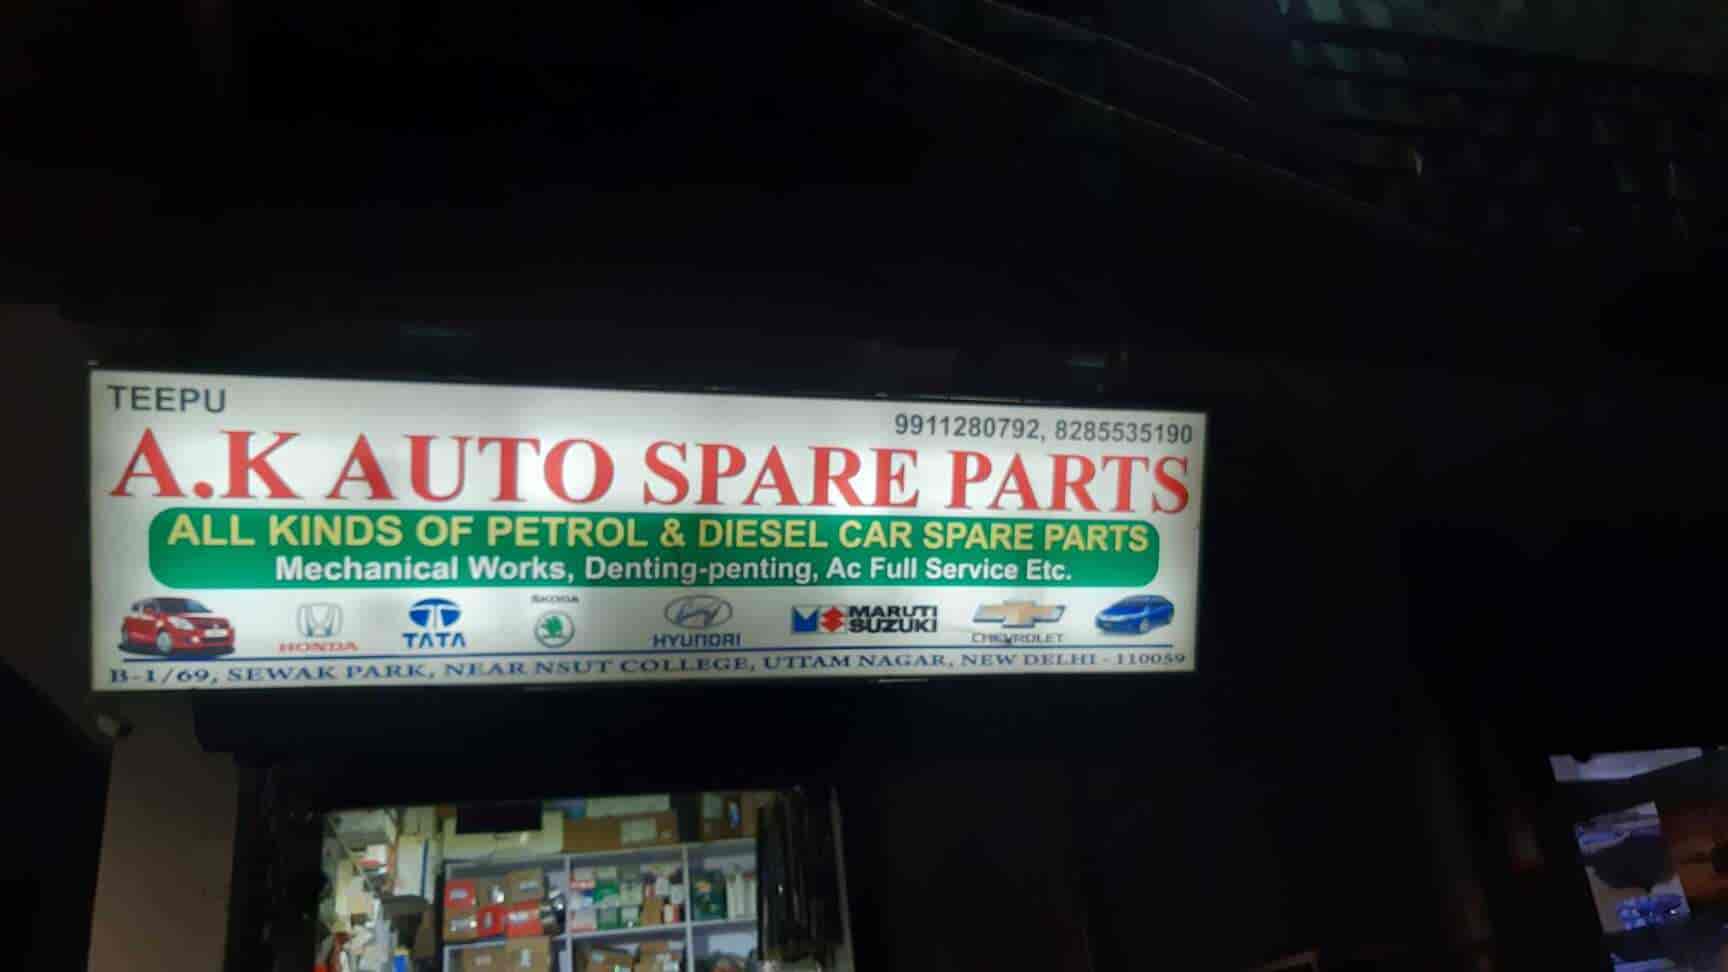 TEEPU
9911280792, 8285535190
A.K AUTO SPARE PARTS
ALL KINDS OF PETROL & DIESEL CAR SPARE PARTS
Mechanical Works, Denting-penting, Ac Full Service Etc.
HONDA TATA SKODA HYUNDAI MARUTI SUZUKI CHEVROLET
B-1/69, SEWAK PARK, NEAR NSUT COLLEGE, UTTAM NAGAR, NEW DELHI - 110059